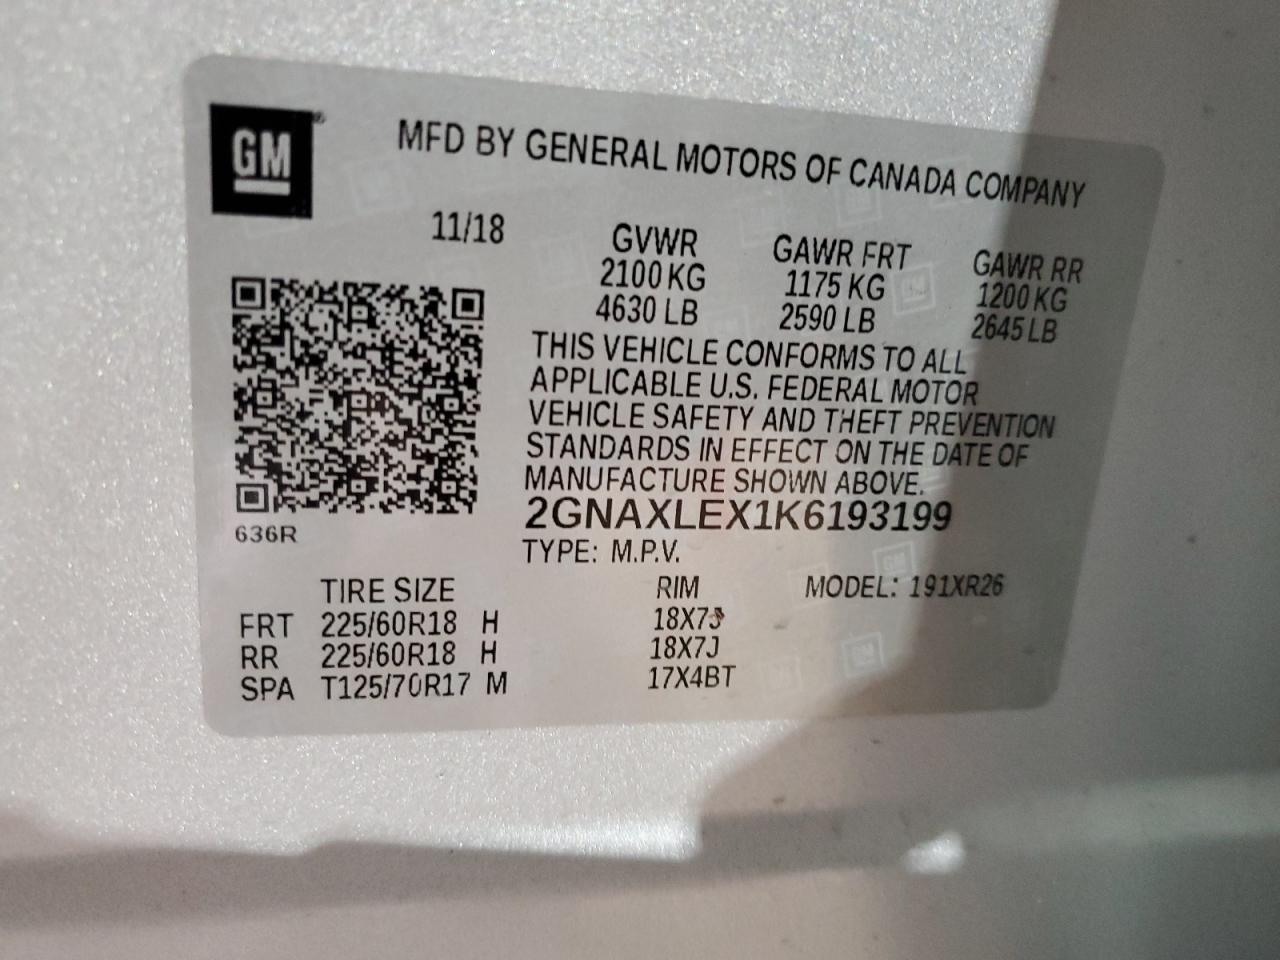 GM
MFD BY GENERAL MOTORS OF CANADA COMPANY
11/18
GVWR GAWR FRT GAWR RR
2100 KG 1175 KG 1200 KG
4630 LB 2590 LB 2645 LB
THIS VEHICLE CONFORMS TO ALL
APPLICABLE U.S. FEDERAL MOTOR
VEHICLE SAFETY AND THEFT PREVENTION
STANDARDS IN EFFECT ON THE DATE OF
MANUFACTURE SHOWN ABOVE.
2GNAXLEX1K6193199
636R
TYPE: M.P.V.
TIRE SIZE RIM MODEL: 191XR26
FRT 225/60R18 H 18X7J
RR 225/60R18 H 18X7J
SPA T125/70R17 M 17X4BT